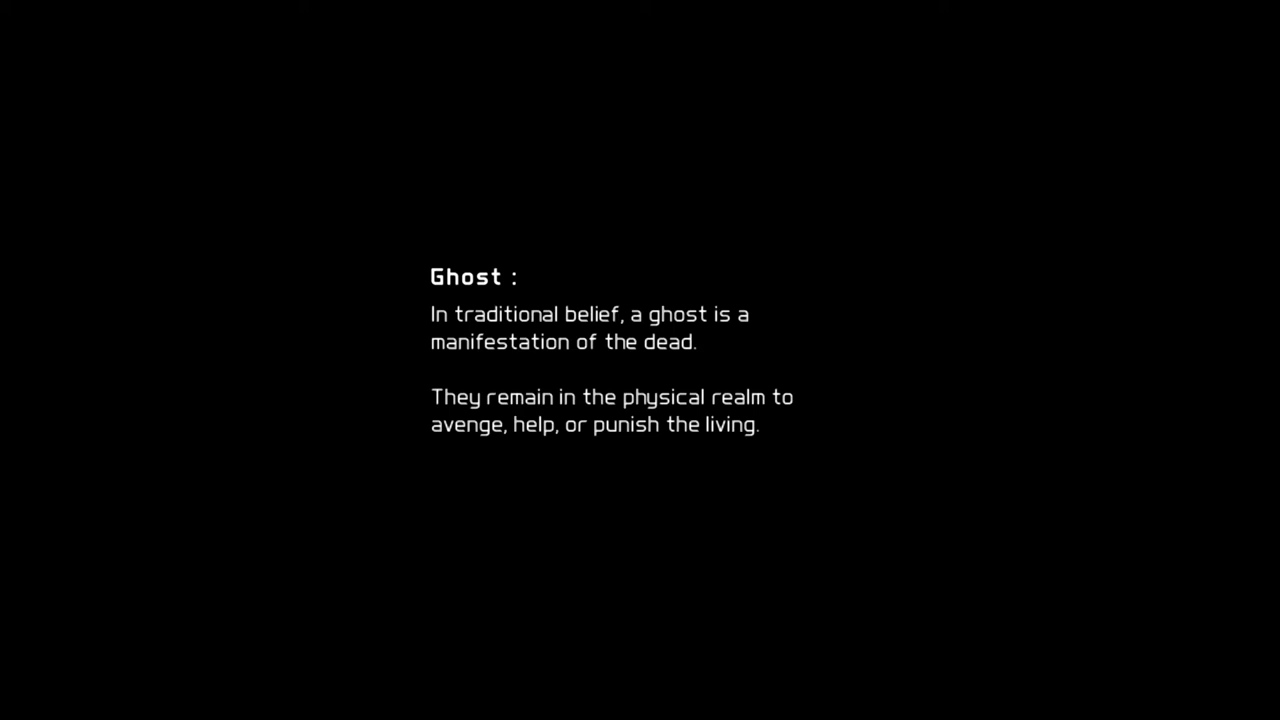 Ghost :
In traditional belief, a ghost is a
manifestation of the dead.
They remain in the physical realm to
avenge, help, or punish the living.